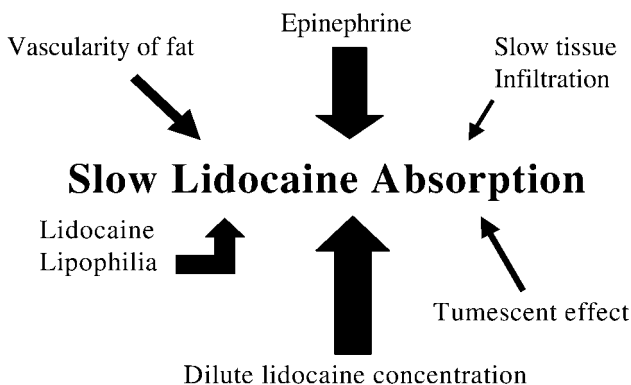 Epinephrine
Vascularity of fat
Slow tissue
Infiltration
Slow Lidocaine Absorption
Lidocaine
Lipophilia
Tumescent effect
Dilute lidocaine concentration